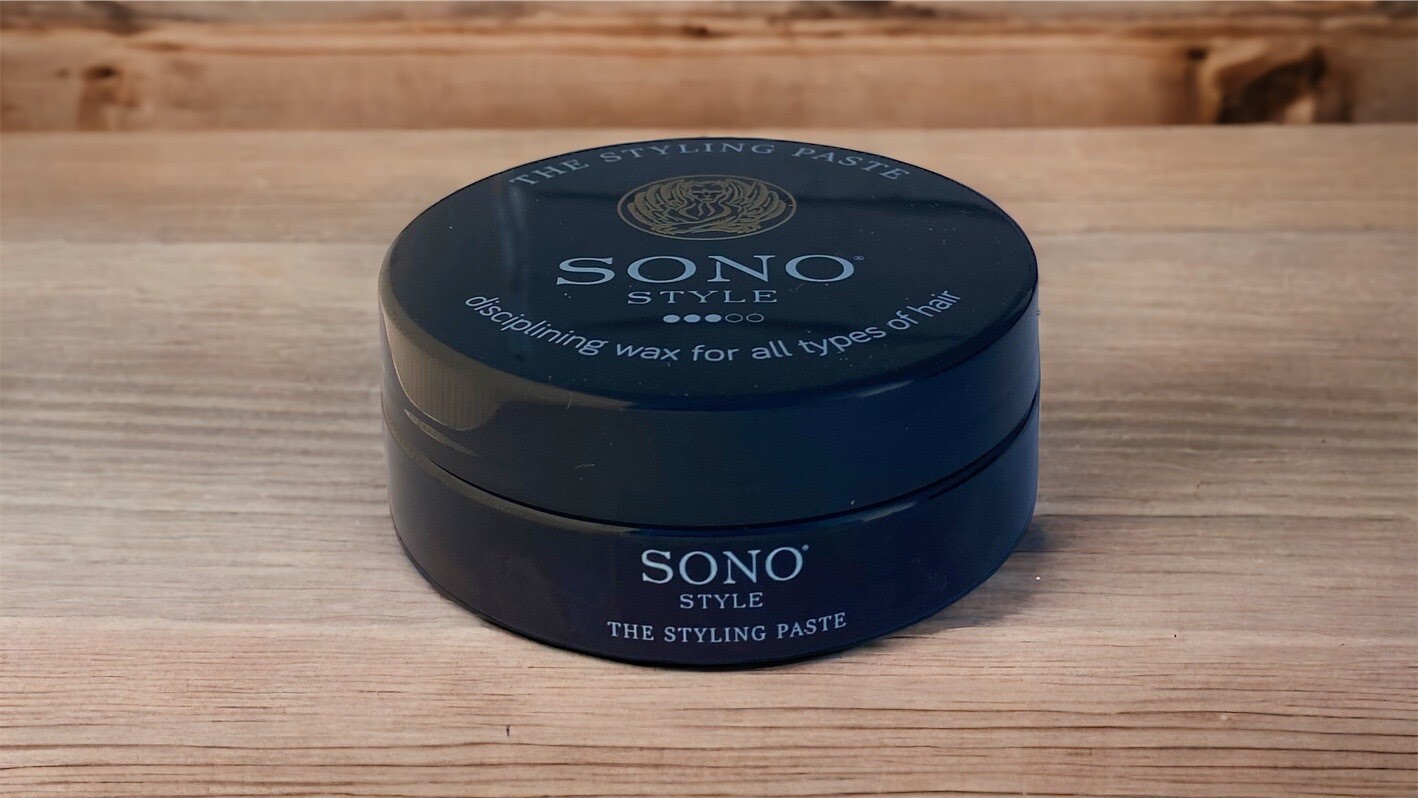 THE STYLING PASTE
SONO®
STYLE
disciplining wax for all types of hair
SONO®
STYLE
THE STYLING PASTE